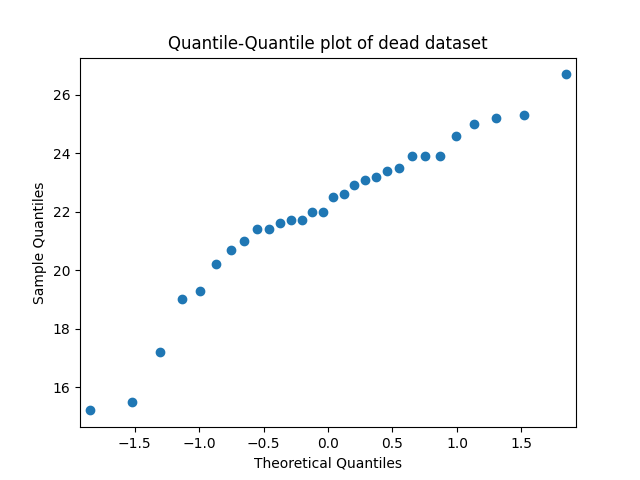 Quantile-Quantile plot of dead dataset
Sample Quantiles
26
24
22
20
18
16
−1.5 −1.0 −0.5 0.0 0.5 1.0 1.5
Theoretical Quantiles